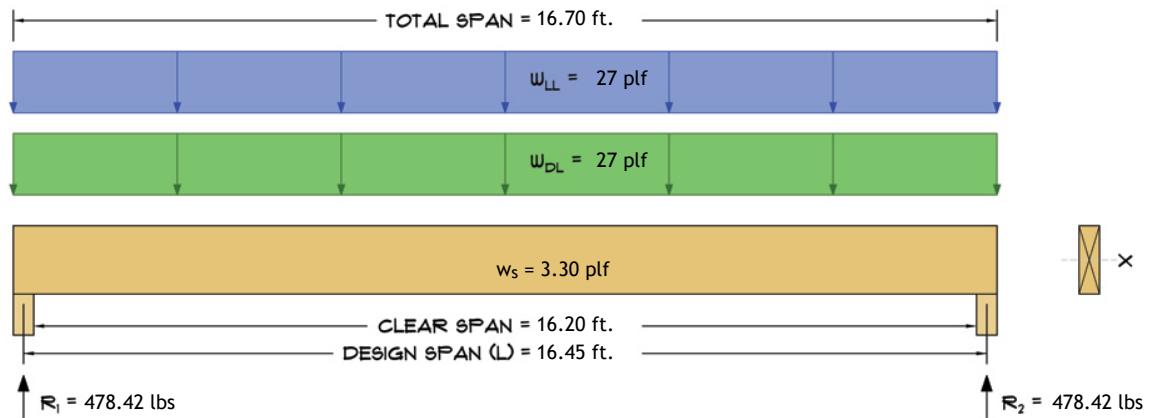 TOTAL SPAN = 16.70 ft.
wLL = 27 plf
wDL = 27 plf
ws = 3.30 plf
X
CLEAR SPAN = 16.20 ft.
DESIGN SPAN (L) = 16.45 ft.
R1 = 478.42 lbs
R2 = 478.42 lbs